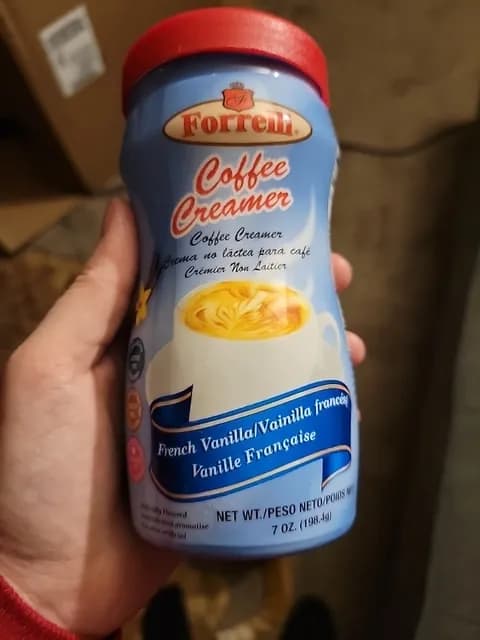 Forrelli
Coffee
Creamer
Coffee Creamer
Crema no láctea para café
Crémier Non Laitier
French Vanilla/Vainilla francés
Vanille Française
NET WT./PESO NETO/POIDS
7 OZ. (198.4g)